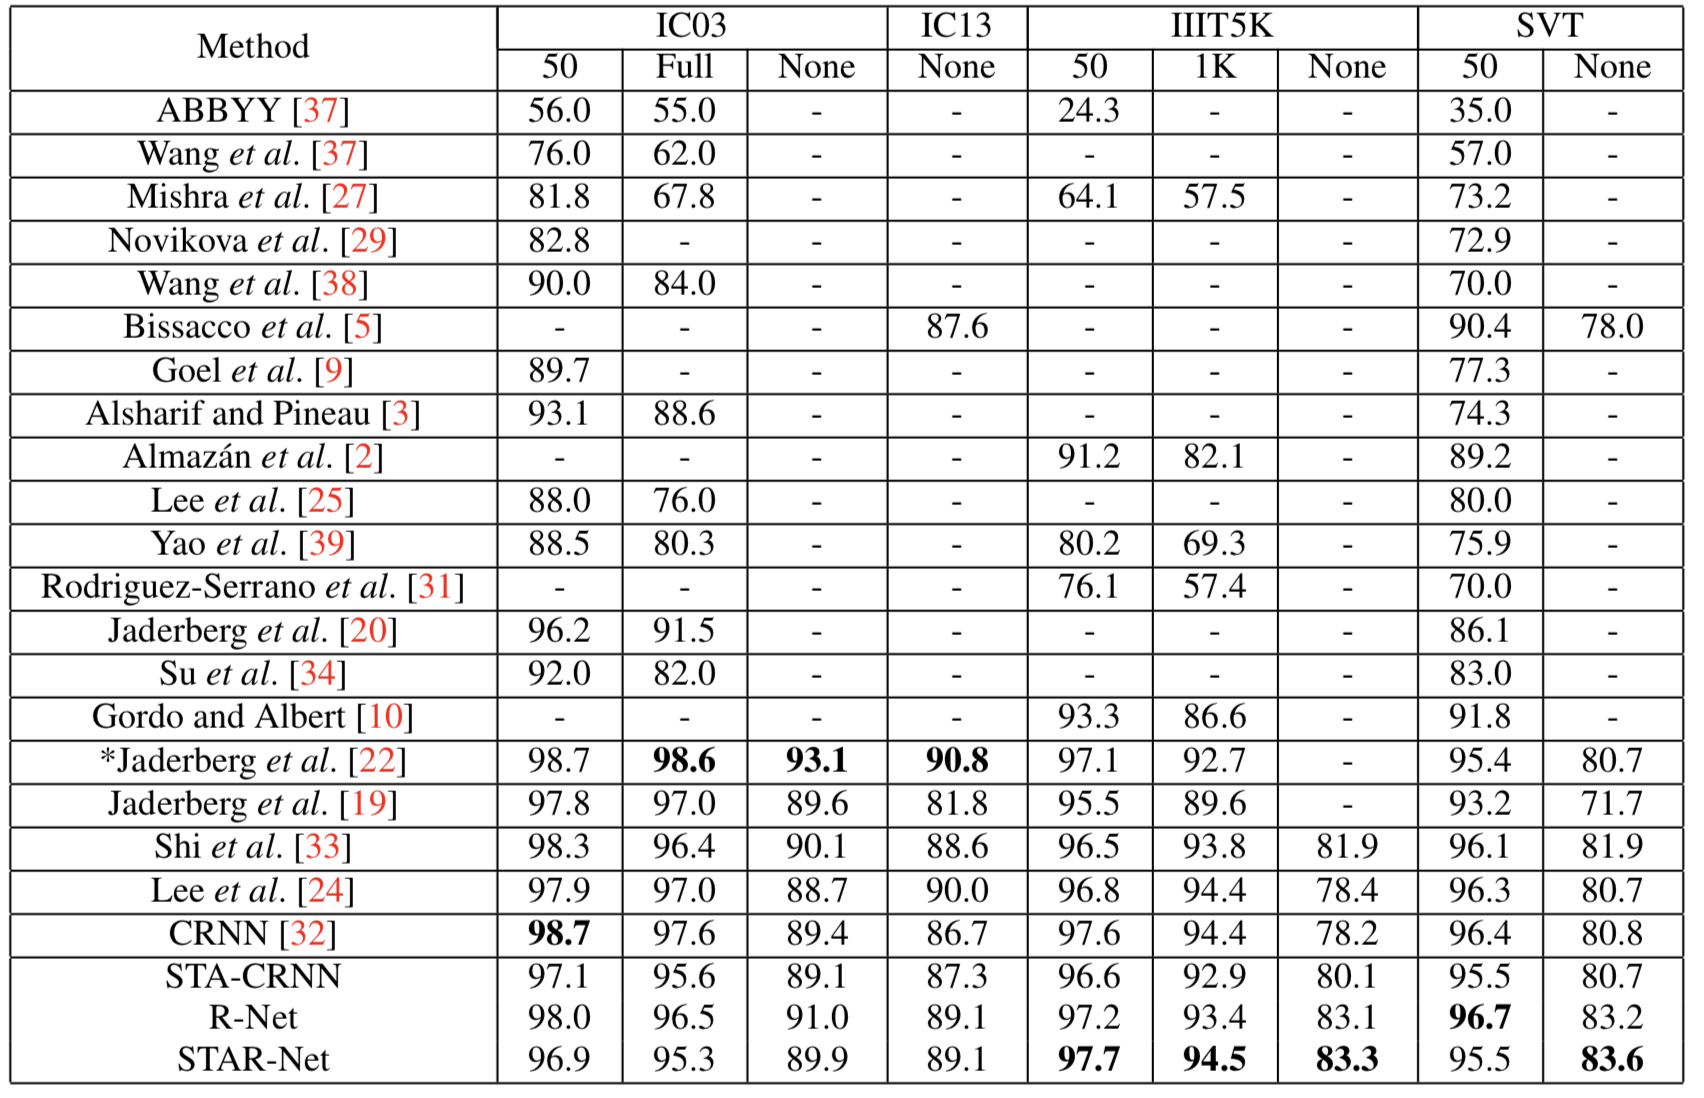 Method IC03 IC13 IIIT5K SVT
50 Full None None 50 1K None 50 None
ABBYY [37] 56.0 55.0 - - 24.3 - - 35.0 -
Wang et al. [37] 76.0 62.0 - - - - - 57.0 -
Mishra et al. [27] 81.8 67.8 - - 64.1 57.5 - 73.2 -
Novikova et al. [29] 82.8 - - - - - - 72.9 -
Wang et al. [38] 90.0 84.0 - - - - - 70.0 -
Bissacco et al. [5] - - - 87.6 - - - 90.4 78.0
Goel et al. [9] 89.7 - - - - - - 77.3 -
Alsharif and Pineau [3] 93.1 88.6 - - - - - 74.3 -
Almazán et al. [2] - - - - 91.2 82.1 - 89.2 -
Lee et al. [25] 88.0 76.0 - - - - - 80.0 -
Yao et al. [39] 88.5 80.3 - - 80.2 69.3 - 75.9 -
Rodriguez-Serrano et al. [31] - - - - 76.1 57.4 - 70.0 -
Jaderberg et al. [20] 96.2 91.5 - - - - - 86.1 -
Su et al. [34] 92.0 82.0 - - - - - 83.0 -
Gordo and Albert [10] - - - - 93.3 86.6 - 91.8 -
*Jaderberg et al. [22] 98.7 98.6 93.1 90.8 97.1 92.7 - 95.4 80.7
Jaderberg et al. [19] 97.8 97.0 89.6 81.8 95.5 89.6 - 93.2 71.7
Shi et al. [33] 98.3 96.4 90.1 88.6 96.5 93.8 81.9 96.1 81.9
Lee et al. [24] 97.9 97.0 88.7 90.0 96.8 94.4 78.4 96.3 80.7
CRNN [32] 98.7 97.6 89.4 86.7 97.6 94.4 78.2 96.4 80.8
STA-CRNN 97.1 95.6 89.1 87.3 96.6 92.9 80.1 95.5 80.7
R-Net 98.0 96.5 91.0 89.1 97.2 93.4 83.1 96.7 83.2
STAR-Net 96.9 95.3 89.9 89.1 97.7 94.5 83.3 95.5 83.6